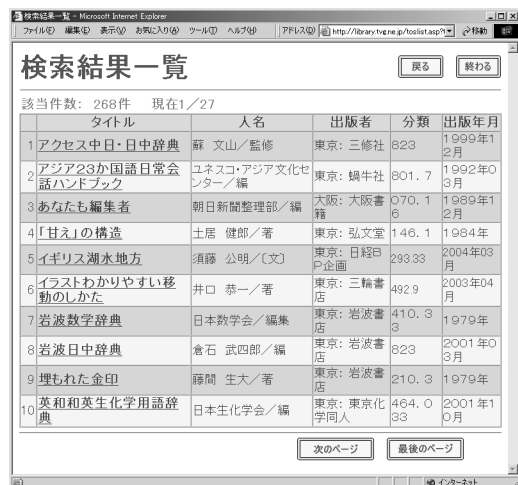 検索結果一覧 - Microsoft Internet Explorer
ファイル(F) 編集(E) 表示(V) お気に入り(A) ツール(T) ヘルプ(H) アドレス(D) http://library.tvg.ne.jp/toslist.asp? 移動
検索結果一覧
戻る 終わる
該当件数: 268件 現在1/27
タイトル 人名 出版者 分類 出版年月
1 アクセス中日・日中辞典 蘇 文山/監修 東京: 三修社 823 1999年1
2月
2 アジア23か国語日常会
話ハンドブック ユネスコ・アジア文化セ
ンター/編 東京: 蝸牛社 801. 7 1992年0
3月
3 あなたも編集者 朝日新聞整理部/編 大阪: 大阪書
籍 070. 1
6 1989年1
2月
4 「甘え」の構造 土居 健郎/著 東京: 弘文堂 146. 1 1984年
5 イギリス湖水地方 須藤 公明/〔文〕 東京: 日経B
P企画 293.33 2004年03
月
6 イラストわかりやすい移
動のしかた 井口 恭一/著 東京: 三輪書
店 492.9 2003年04
月
7 岩波数学辞典 日本数学会/編集 東京: 岩波書
店 410. 3
3 1979年
8 岩波日中辞典 倉石 武四郎/編 東京: 岩波書
店 823 2001年0
3月
9 埋もれた金印 藤間 生大/著 東京: 岩波書
店 210. 3 1979年
10 英和和英生化学用語辞
典 日本生化学会/編 東京: 東京化
学同人 464. 0
33 2001年1
0月
次のページ 最後のページ
インターネット